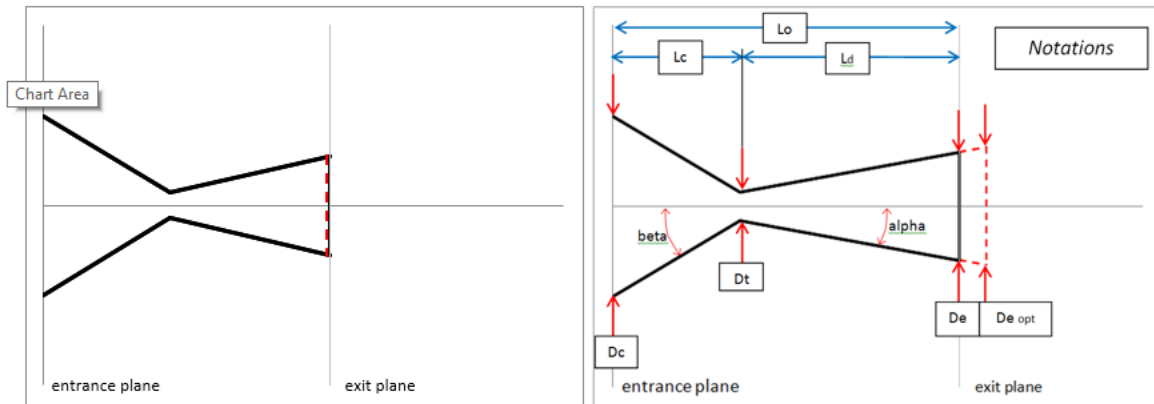 Chart Area
entrance plane
exit plane
Lo
Notations
Lc
Ld
beta
alpha
Dt
De
De opt
Dc
entrance plane
exit plane